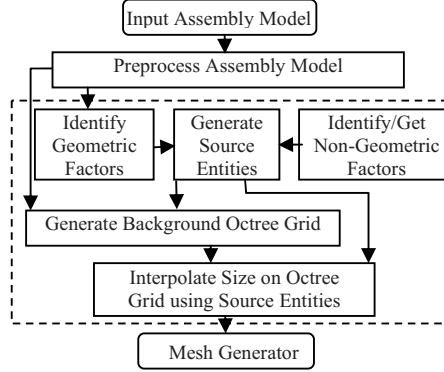 Input Assembly Model
Preprocess Assembly Model
Identify
Geometric
Factors
Generate
Source
Entities
Identify/Get
Non-Geometric
Factors
Generate Background Octree Grid
Interpolate Size on Octree
Grid using Source Entities
Mesh Generator